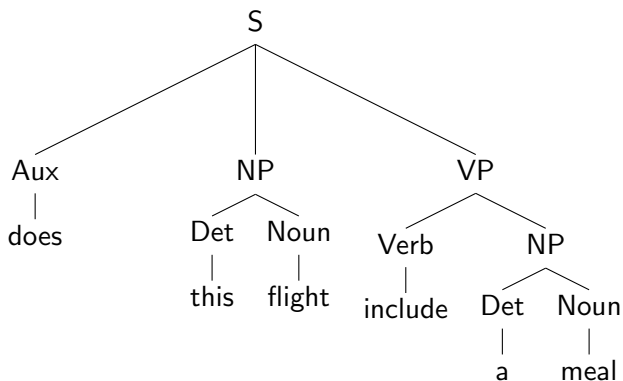 S
Aux NP VP
does Det Noun Verb NP
this flight include Det Noun
a meal